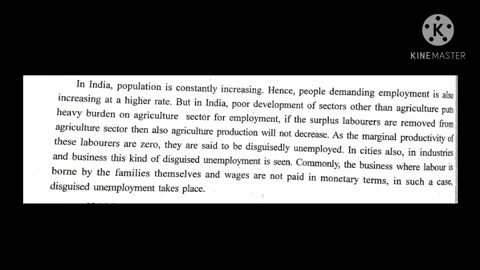 K
KINEMASTER
In India, population is constantly increasing. Hence, people demanding employment is also
increasing at a higher rate. But in India, poor development of sectors other than agriculture puts
heavy burden on agriculture sector for employment, if the surplus labourers are removed from
agriculture sector then also agriculture production will not decrease. As the marginal productivity of
these labourers are zero, they are said to be disguisedly unemployed. In cities also, in industries
and business this kind of disguised unemployment is seen. Commonly, the business where labour is
borne by the families themselves and wages are not paid in monetary terms, in such a case,
disguised unemployment takes place.